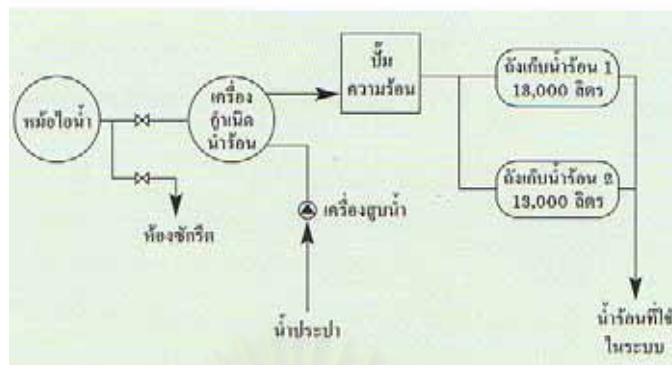 หม้อไอน้ำ
เครื่อง
กำเนิด
น้ำร้อน
ปั๊ม
ความร้อน
ถังเก็บน้ำร้อน 1
13,000 ลิตร
ถังเก็บน้ำร้อน 2
13,000 ลิตร
ห้องซักรีด
เครื่องสูบน้ำ
น้ำประปา
น้ำร้อนที่ใช้
ในระบบ